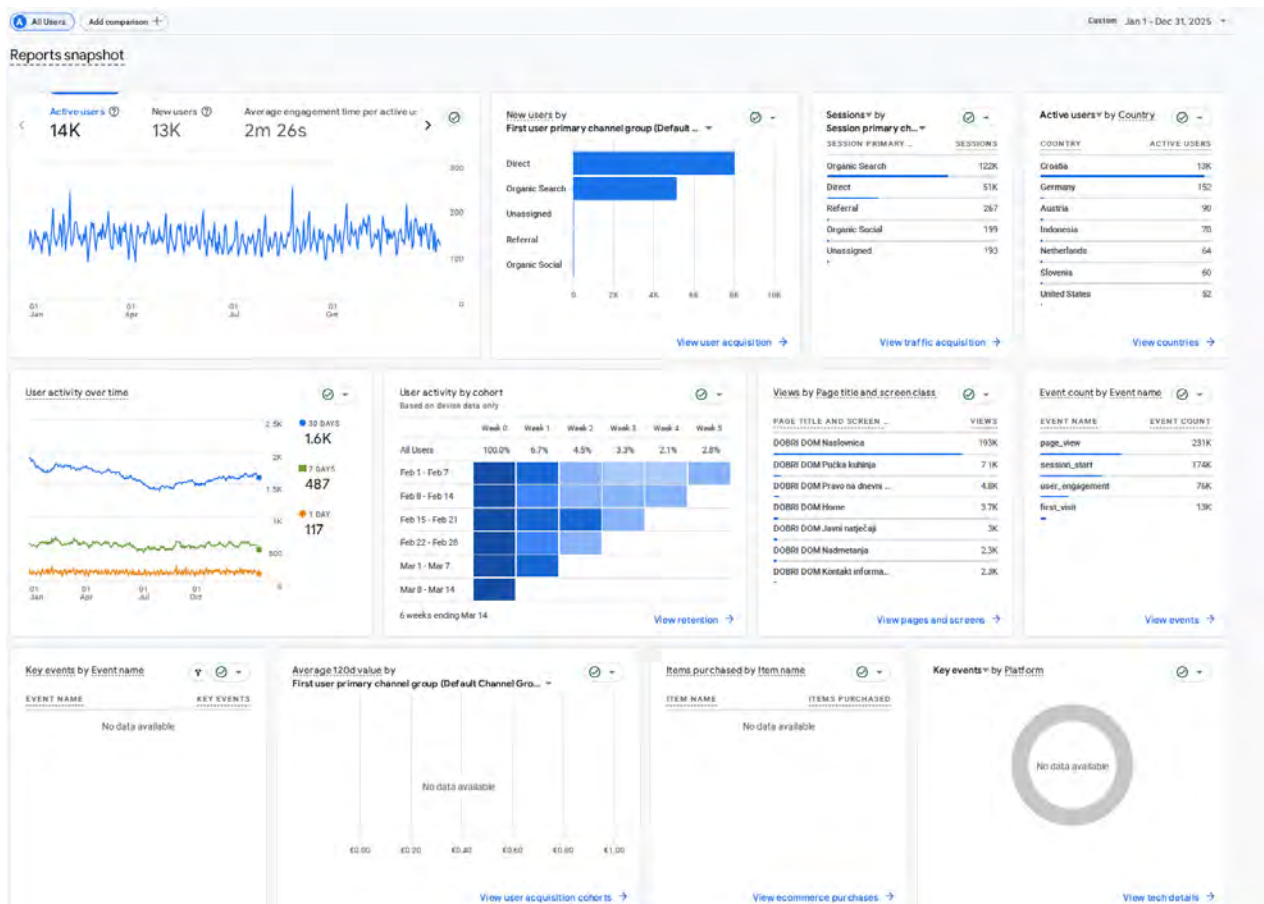 A All Users Add comparison + Custom Jan 1 - Dec 31, 2025
Reports snapshot
Active users New users Average engagement time per active u:
14K 13K 2m 26s
300
200
100
0
01 Jan 01 Apr 01 Jul 01 Oct
New users by
First user primary channel group (Default ...
Direct
Organic Search
Unassigned
Referral
Organic Social
0 2K 4K 6K 8K 10K
View user acquisition →
Sessions by
Session primary ch...
SESSION PRIMARY ... SESSIONS
Organic Search 122K
Direct 51K
Referral 267
Organic Social 199
Unassigned 193
View traffic acquisition →
Active users by Country
COUNTRY ACTIVE USERS
Croatia 13K
Germany 152
Austria 90
Indonesia 70
Netherlands 64
Slovenia 60
United States 52
View countries →
User activity over time
2.5K
2K
1.5K
1K
500
0
30 DAYS
1.6K
7 DAYS
487
1 DAY
117
01 Jan 01 Apr 01 Jul 01 Oct
User activity by cohort
Based on device data only
Week 0 Week 1 Week 2 Week 3 Week 4 Week 5
All Users 100.0% 6.7% 4.5% 3.3% 2.1% 2.8%
Feb 1 - Feb 7
Feb 8 - Feb 14
Feb 15 - Feb 21
Feb 22 - Feb 28
Mar 1 - Mar 7
Mar 8 - Mar 14
6 weeks ending Mar 14
View retention →
Views by Page title and screen class
PAGE TITLE AND SCREEN ... VIEWS
DOBRI DOM Naslovnica 193K
DOBRI DOM Pučka kuhinja 7.1K
DOBRI DOM Pravo na dnevni ... 4.8K
DOBRI DOM Home 3.7K
DOBRI DOM Javni natječaji 3K
DOBRI DOM Nadmetanja 2.3K
DOBRI DOM Kontakt informa...
View pages and screens →
Event count by Event name
EVENT NAME EVENT COUNT
page_view 231K
session_start 174K
user_engagement 76K
first_visit 13K
View events →
Key events by Event name
EVENT NAME KEY EVENTS
No data available
Average 120d value by
First user primary channel group (Default Channel Gro...
No data available
€0.00 €0.20 €0.40 €0.60 €0.80 €1.00
View user acquisition cohorts →
Items purchased by Item name
ITEM NAME ITEMS PURCHASED
No data available
View ecommerce purchases →
Key events by Platform
No data available
View tech details →